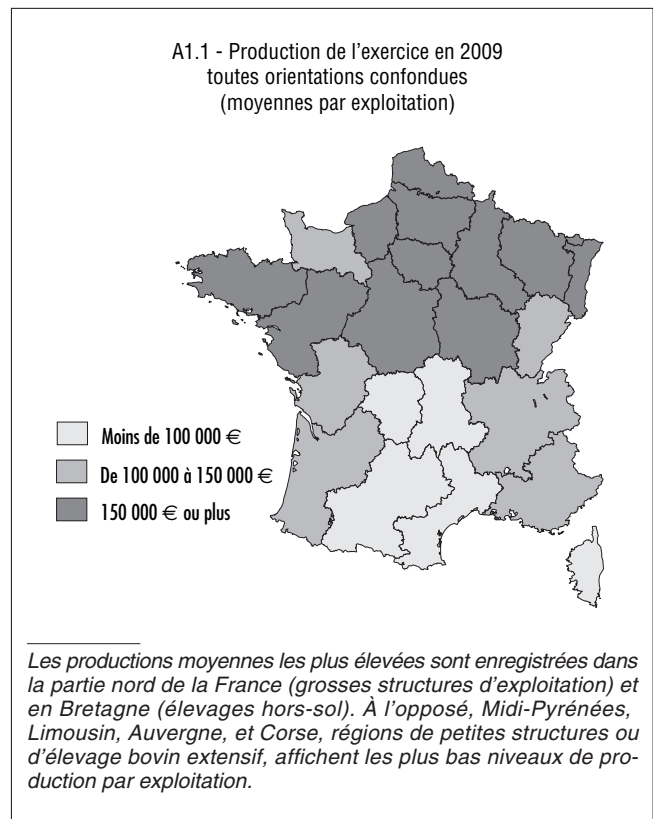 A1.1 - Production de l'exercice en 2009
toutes orientations confondues
(moyennes par exploitation)
Moins de 100 000 €
De 100 000 à 150 000 €
150 000 € ou plus
Les productions moyennes les plus élevées sont enregistrées dans
la partie nord de la France (grosses structures d'exploitation) et
en Bretagne (élevages hors-sol). À l'opposé, Midi-Pyrénées,
Limousin, Auvergne, et Corse, régions de petites structures ou
d'élevage bovin extensif, affichent les plus bas niveaux de pro-
duction par exploitation.